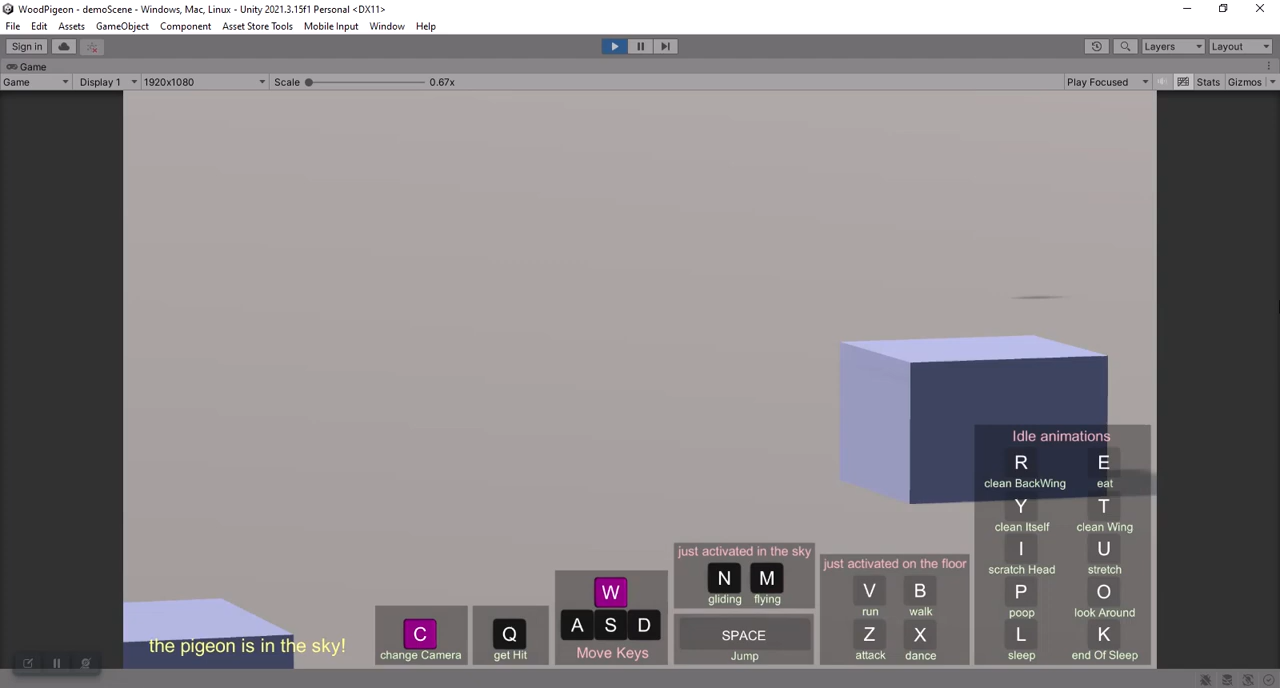 WoodPigeon - demoScene - Windows, Mac, Linux - Unity 2021.3.15f1 Personal <DX11>
File Edit Assets GameObject Component Asset Store Tools Mobile Input Window Help
Sign in Layers Layout
Game
Game Display 1 1920x1080 Scale 0.67x Play Focused Stats Gizmos
the pigeon is in the sky!
C
change Camera
Q
get Hit
W
A S D
Move Keys
just activated in the sky
N M
gliding flying
SPACE
Jump
just activated on the floor
V B
run walk
Z X
attack dance
Idle animations
R E
clean BackWing eat
Y T
clean Itself clean Wing
I U
scratch Head stretch
P O
poop look Around
L K
sleep end Of Sleep